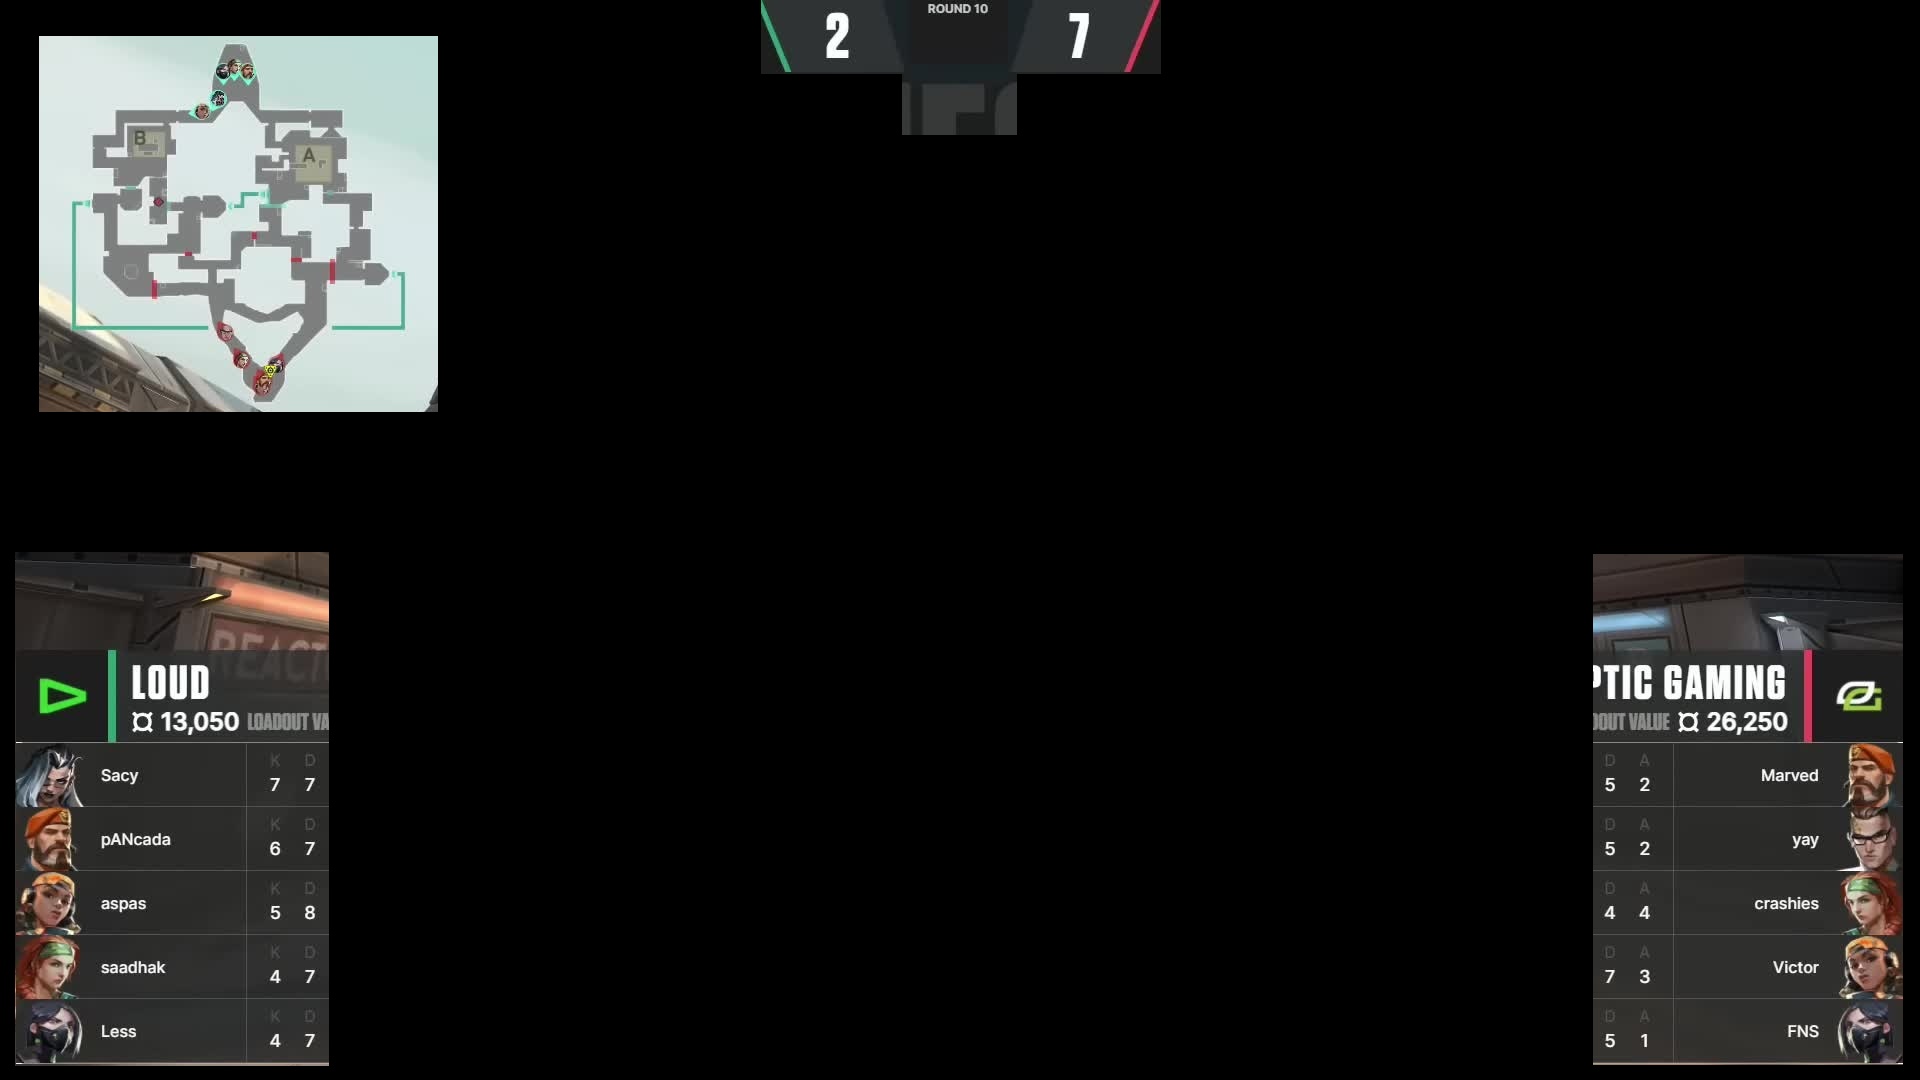 ROUND 10
2 7
B
A
REACT
LOUD
13,050 LOADOUT VA
Sacy K 7 D 7
pANcada K 6 D 7
aspas K 5 D 8
saadhak K 4 D 7
Less K 4 D 7
PTIC GAMING
DOUT VALUE 26,250
D 5 A 2 Marved
D 5 A 2 yay
D 4 A 4 crashies
D 7 A 3 Victor
D 5 A 1 FNS